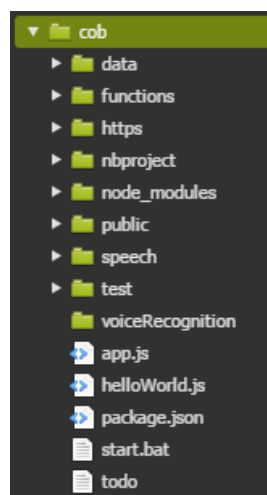 cob
data
functions
https
nbproject
node_modules
public
speech
test
voiceRecognition
app.js
helloWorld.js
package.json
start.bat
todo